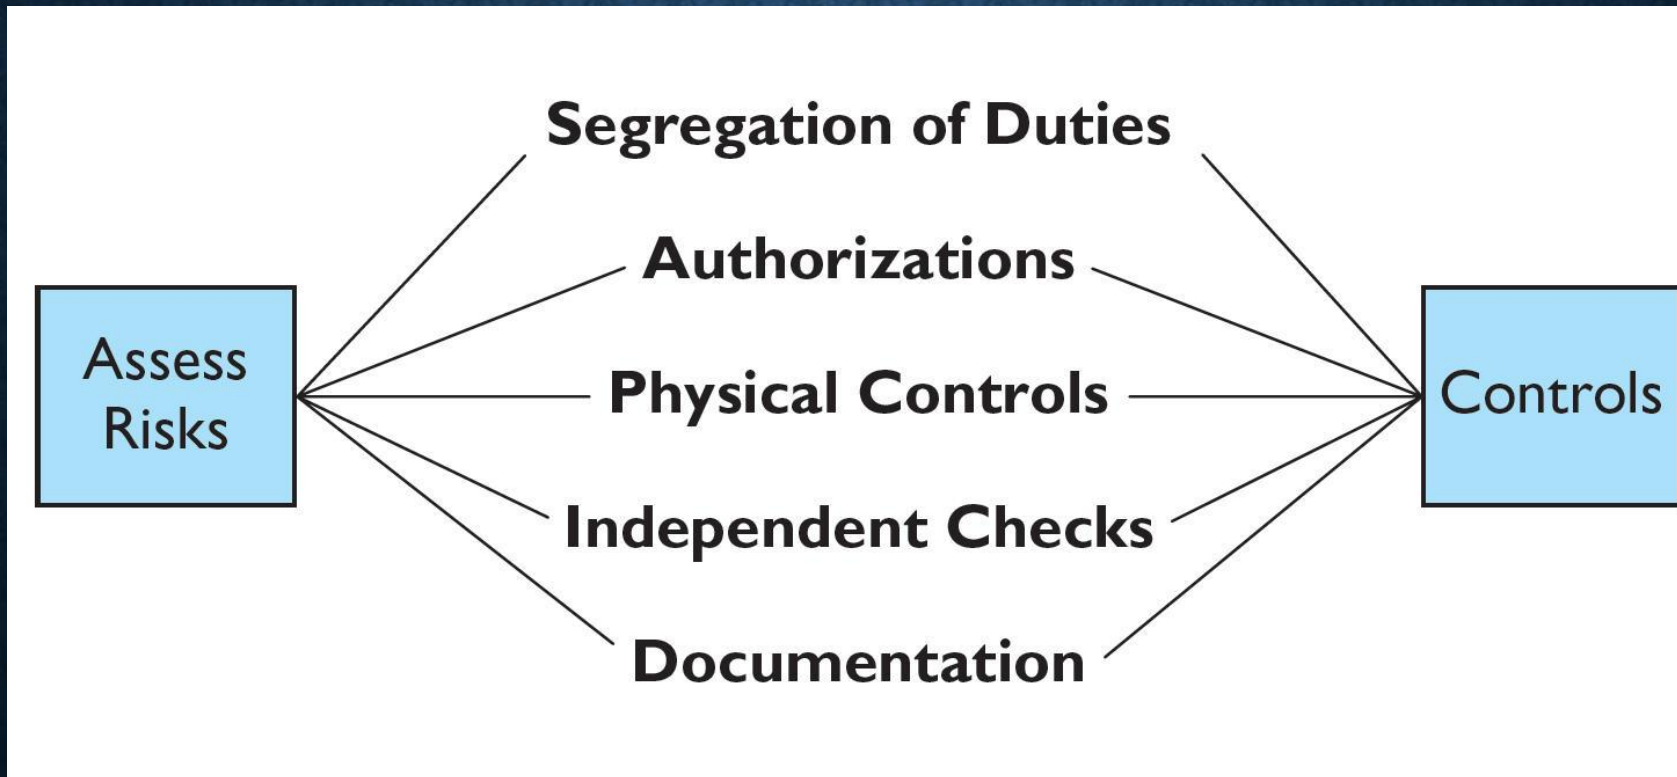 Segregation of Duties
Authorizations
Assess
Risks
Physical Controls
Controls
Independent Checks
Documentation